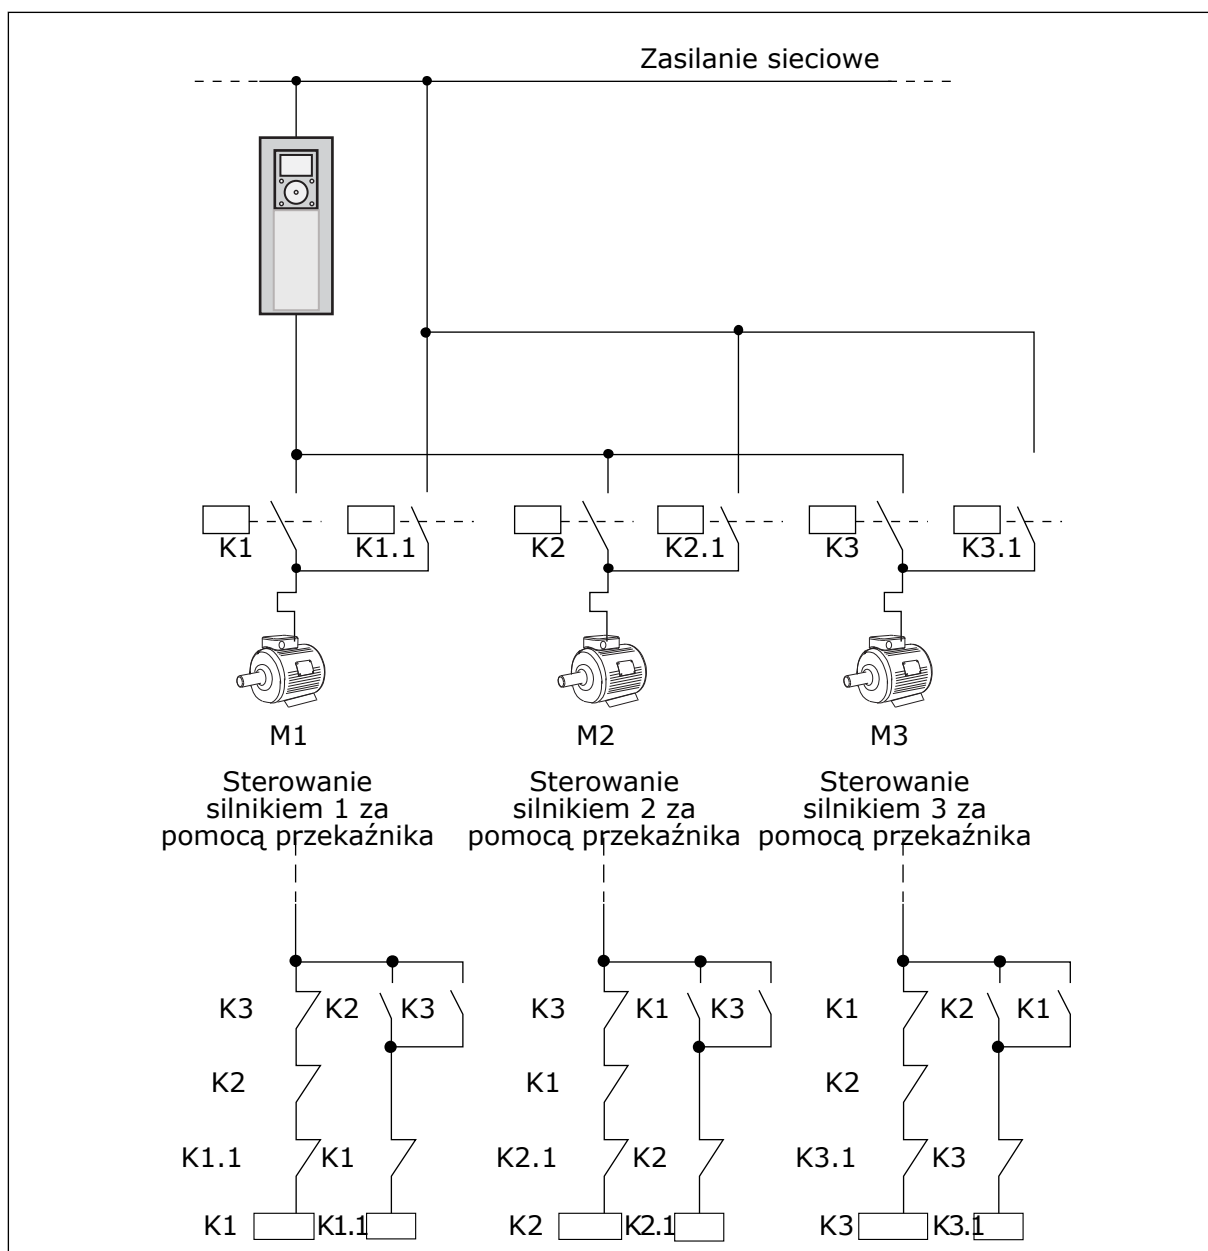 Zasilanie sieciowe
K1 K1.1 K2 K2.1 K3 K3.1
M1 M2 M3
Sterowanie
silnikiem 1 za
pomocą przekaźnika
Sterowanie
silnikiem 2 za
pomocą przekaźnika
Sterowanie
silnikiem 3 za
pomocą przekaźnika
K3 K2 K3 K3 K1 K3 K1 K2 K1
K2 K1 K2
K1.1 K1 K2.1 K2 K3.1 K3
K1 K1.1 K2 K2.1 K3 K3.1